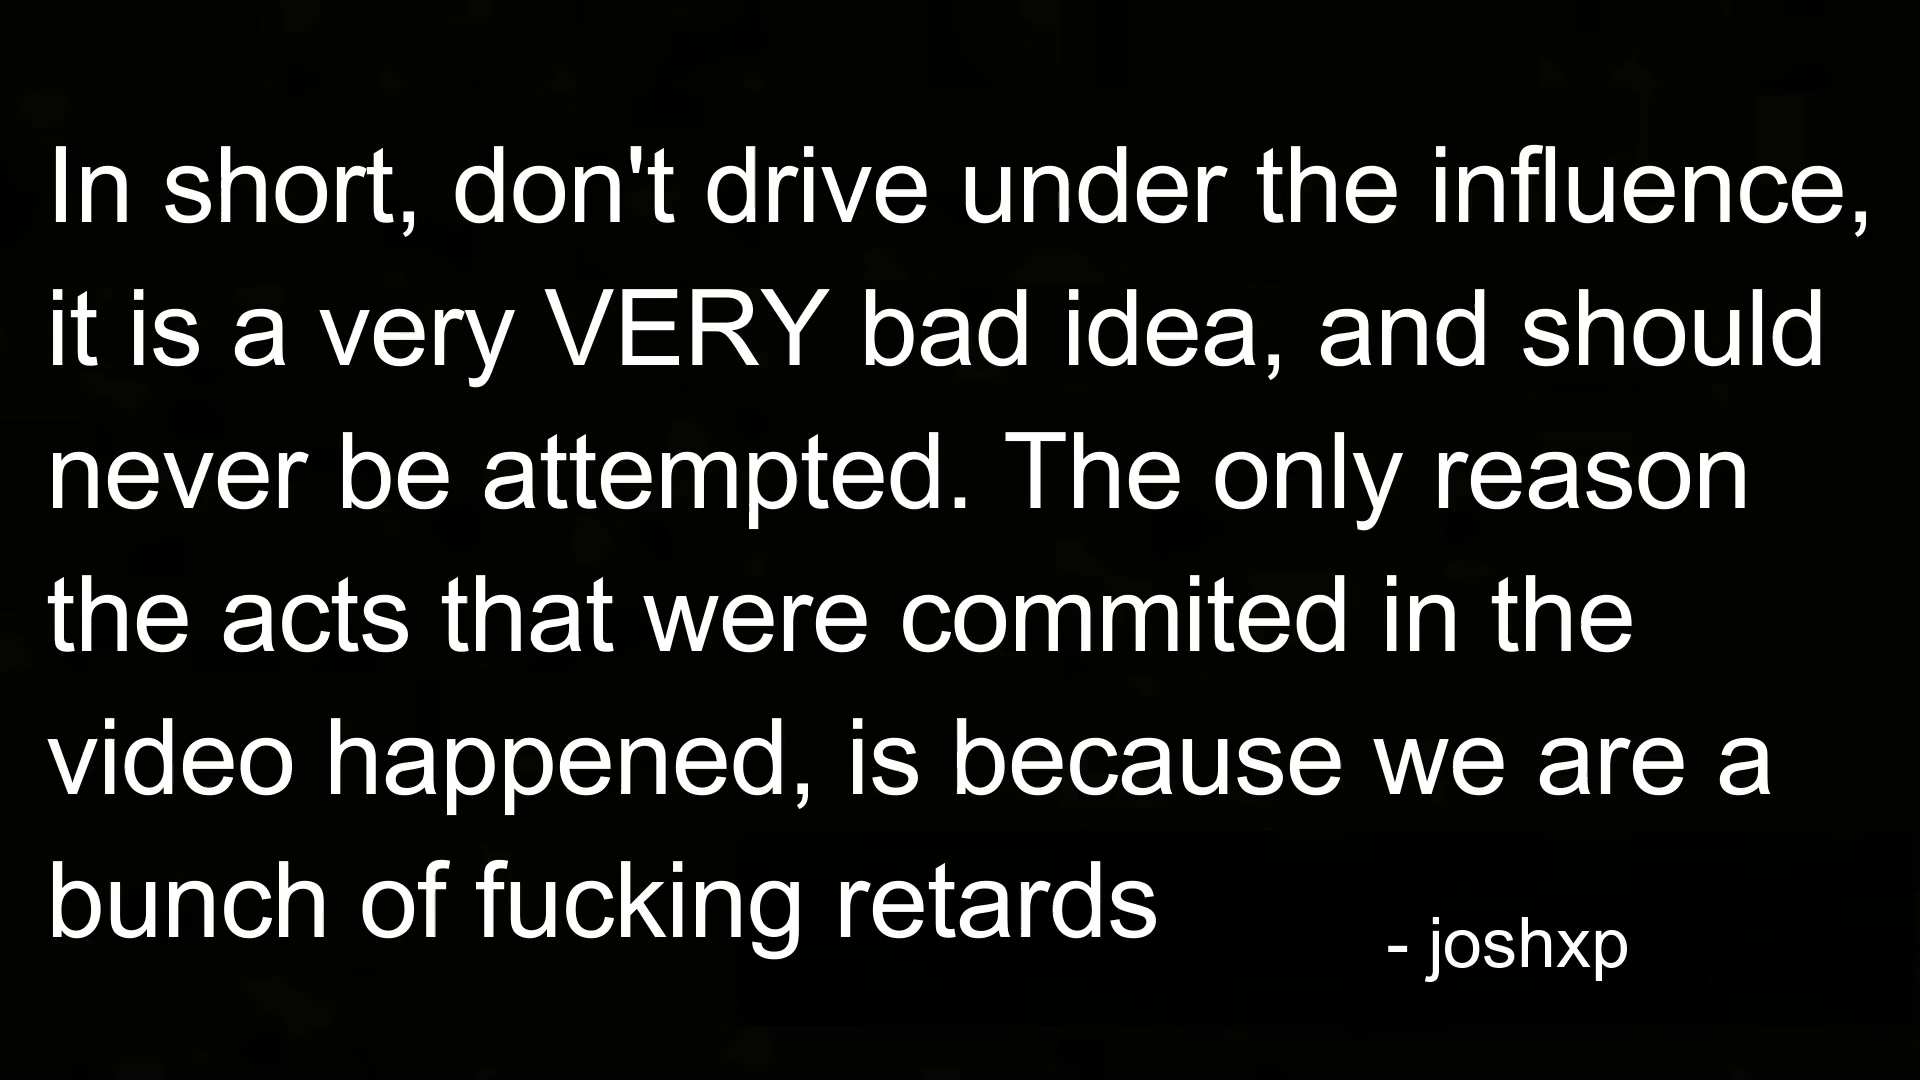 In short, don't drive under the influence,
it is a very VERY bad idea, and should
never be attempted. The only reason
the acts that were commited in the
video happened, is because we are a
bunch of fucking retards
- joshxp